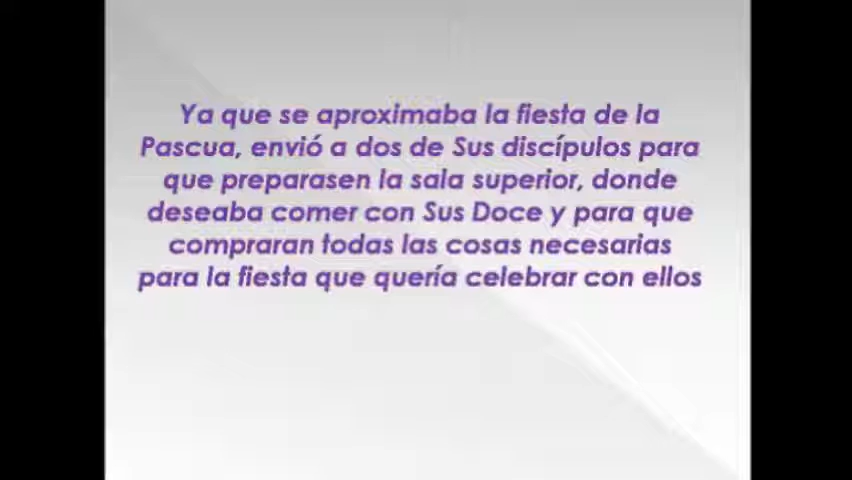 Ya que se aproximaba la fiesta de la
Pascua, envió a dos de Sus discípulos para
que preparasen la sala superior, donde
deseaba comer con Sus Doce y para que
compraran todas las cosas necesarias
para la fiesta que quería celebrar con ellos